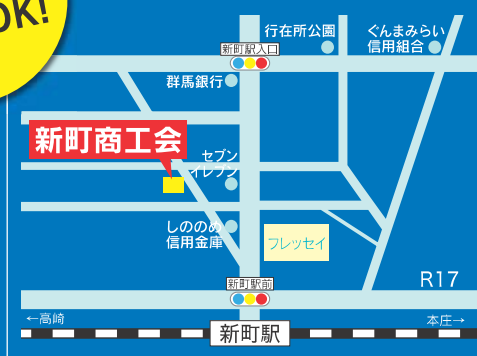 OK!
行在所公園
ぐんまみらい
信用組合
新町駅入口
群馬銀行
新町商工会
セブン
イレブン
しののめ
信用金庫
フレッセイ
新町駅前
R17
←高崎
本庄→
新町駅